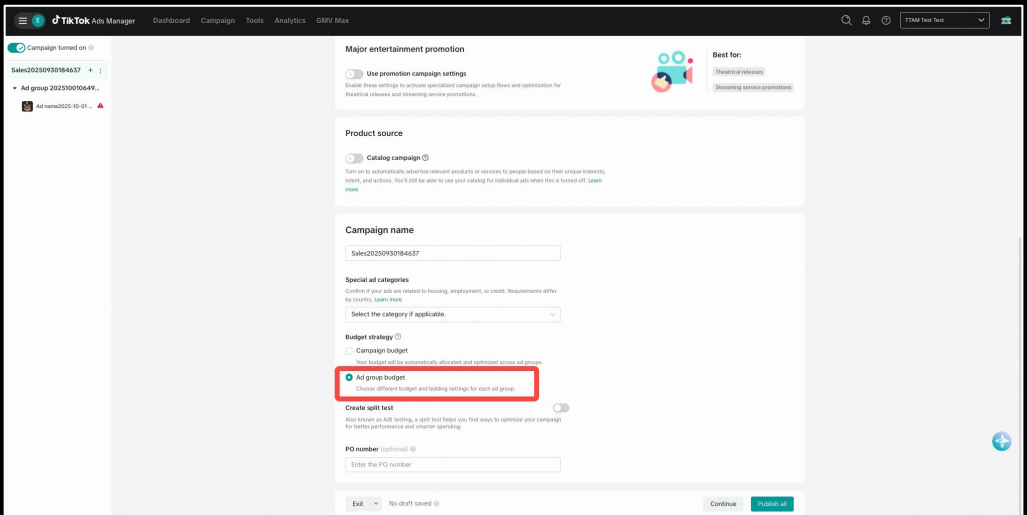 E TikTok Ads Manager Dashboard Campaign Tools Analytics GMV Max TTAM Test Test
Campaign turned on
Sales20250930184637
Ad group 202510010649...
Ad name2025-10-01 ...
Major entertainment promotion
Use promotion campaign settings
Enable these settings to activate specialized campaign setup flows and optimization for
theatrical releases and streaming service promotions.
Best for:
Theatrical releases
Streaming service promotions
Product source
Catalog campaign
Turn on to automatically advertise relevant products or services to people based on their unique interests,
intent, and actions. You'll still be able to use your catalog for individual ads when this is turned off. Learn
more
Campaign name
Sales20250930184637
Special ad categories
Confirm if your ads are related to housing, employment, or credit. Requirements differ
by country. Learn more
Select the category if applicable.
Budget strategy
Campaign budget
Your budget will be automatically allocated and optimized across ad groups.
Ad group budget
Choose different budget and bidding settings for each ad group.
Create split test
Also known as A/B testing, a split test helps you find ways to optimize your campaign
for better performance and smarter spending.
PO number (optional)
Enter the PO number
Exit No draft saved Continue Publish all